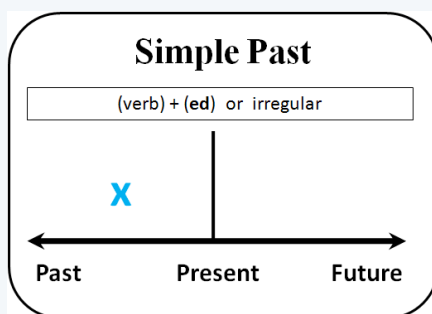 Simple Past
(verb) + (ed) or irregular
X
Past Present Future